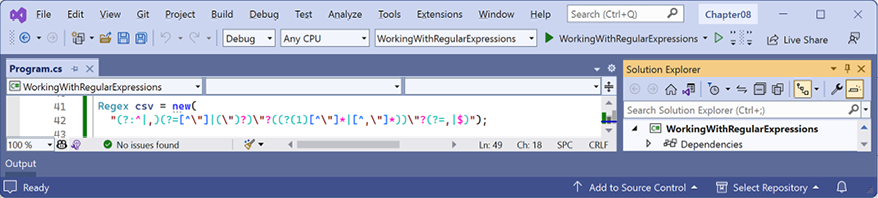 File Edit View Git Project Build Debug Test Analyze Tools Extensions Window Help Search (Ctrl+Q) Chapter08
Debug Any CPU WorkingWithRegularExpressions WorkingWithRegularExpressions Live Share
Program.cs
WorkingWithRegularExpressions
41 Regex csv = new(
42 "(?:^|,)(?=[^\"]|(\")?)\"?((?(1)[^\"]*|[^,\"]*))\"?(?=,|$)");
43
100 % No issues found Ln: 49 Ch: 18 SPC CRLF
Solution Explorer
Search Solution Explorer (Ctrl+;)
WorkingWithRegularExpressions
Dependencies
Output
Ready Add to Source Control Select Repository